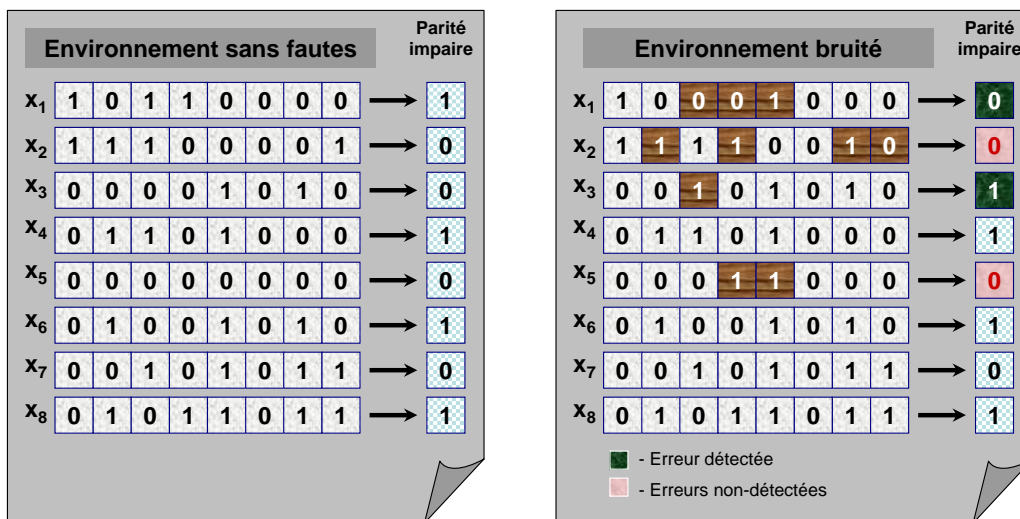 Environnement sans fautes
Parité
impaire
x1 1 0 1 1 0 0 0 0 1
x2 1 1 1 0 0 0 0 1 0
x3 0 0 0 0 1 0 1 0 0
x4 0 1 1 0 1 0 0 0 1
x5 0 0 0 0 0 0 0 0 0
x6 0 1 0 0 1 0 1 0 1
x7 0 0 1 0 1 0 1 1 0
x8 0 1 0 1 1 0 1 1 1
Environnement bruité
Parité
impaire
x1 1 0 0 0 1 0 0 0 0
x2 1 1 1 1 0 0 1 0 0
x3 0 0 1 0 1 0 1 0 1
x4 0 1 1 0 1 0 0 0 1
x5 0 0 0 1 1 0 0 0 0
x6 0 1 0 0 1 0 1 0 1
x7 0 0 1 0 1 0 1 1 0
x8 0 1 0 1 1 0 1 1 1
- Erreur détectée
- Erreurs non-détectées